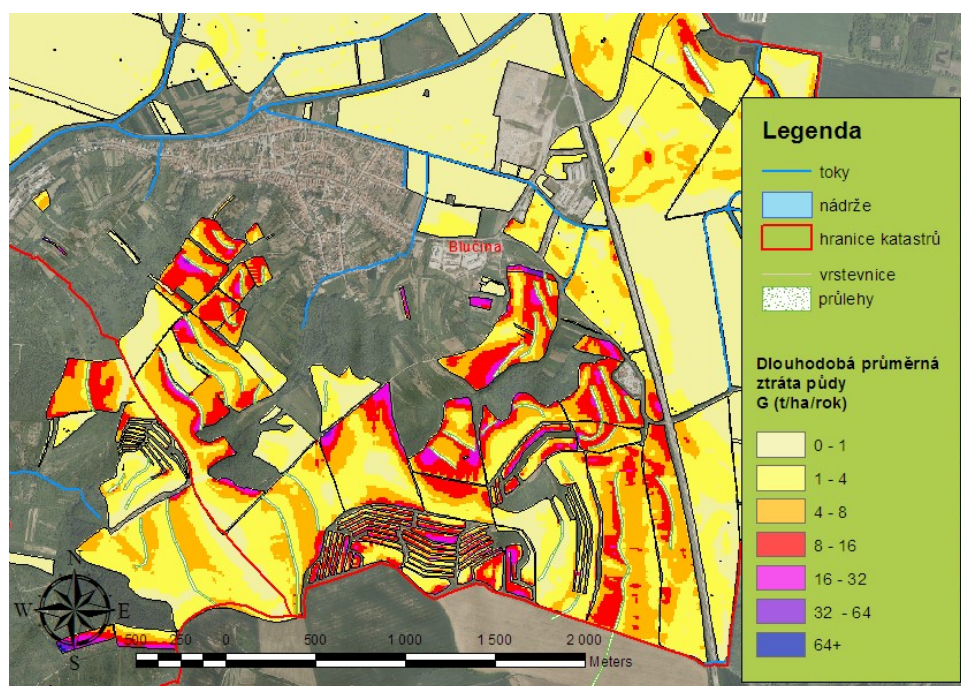 Blučina
Legenda
toky
nádrže
hranice katastrů
vrstevnice
průlehy
Dlouhodobá průměrná
ztráta půdy
G (t/ha/rok)
0 - 1
1 - 4
4 - 8
8 - 16
16 - 32
32 - 64
64+
N
W E
S
500 250 0 500 1 000 1 500 2 000
Meters